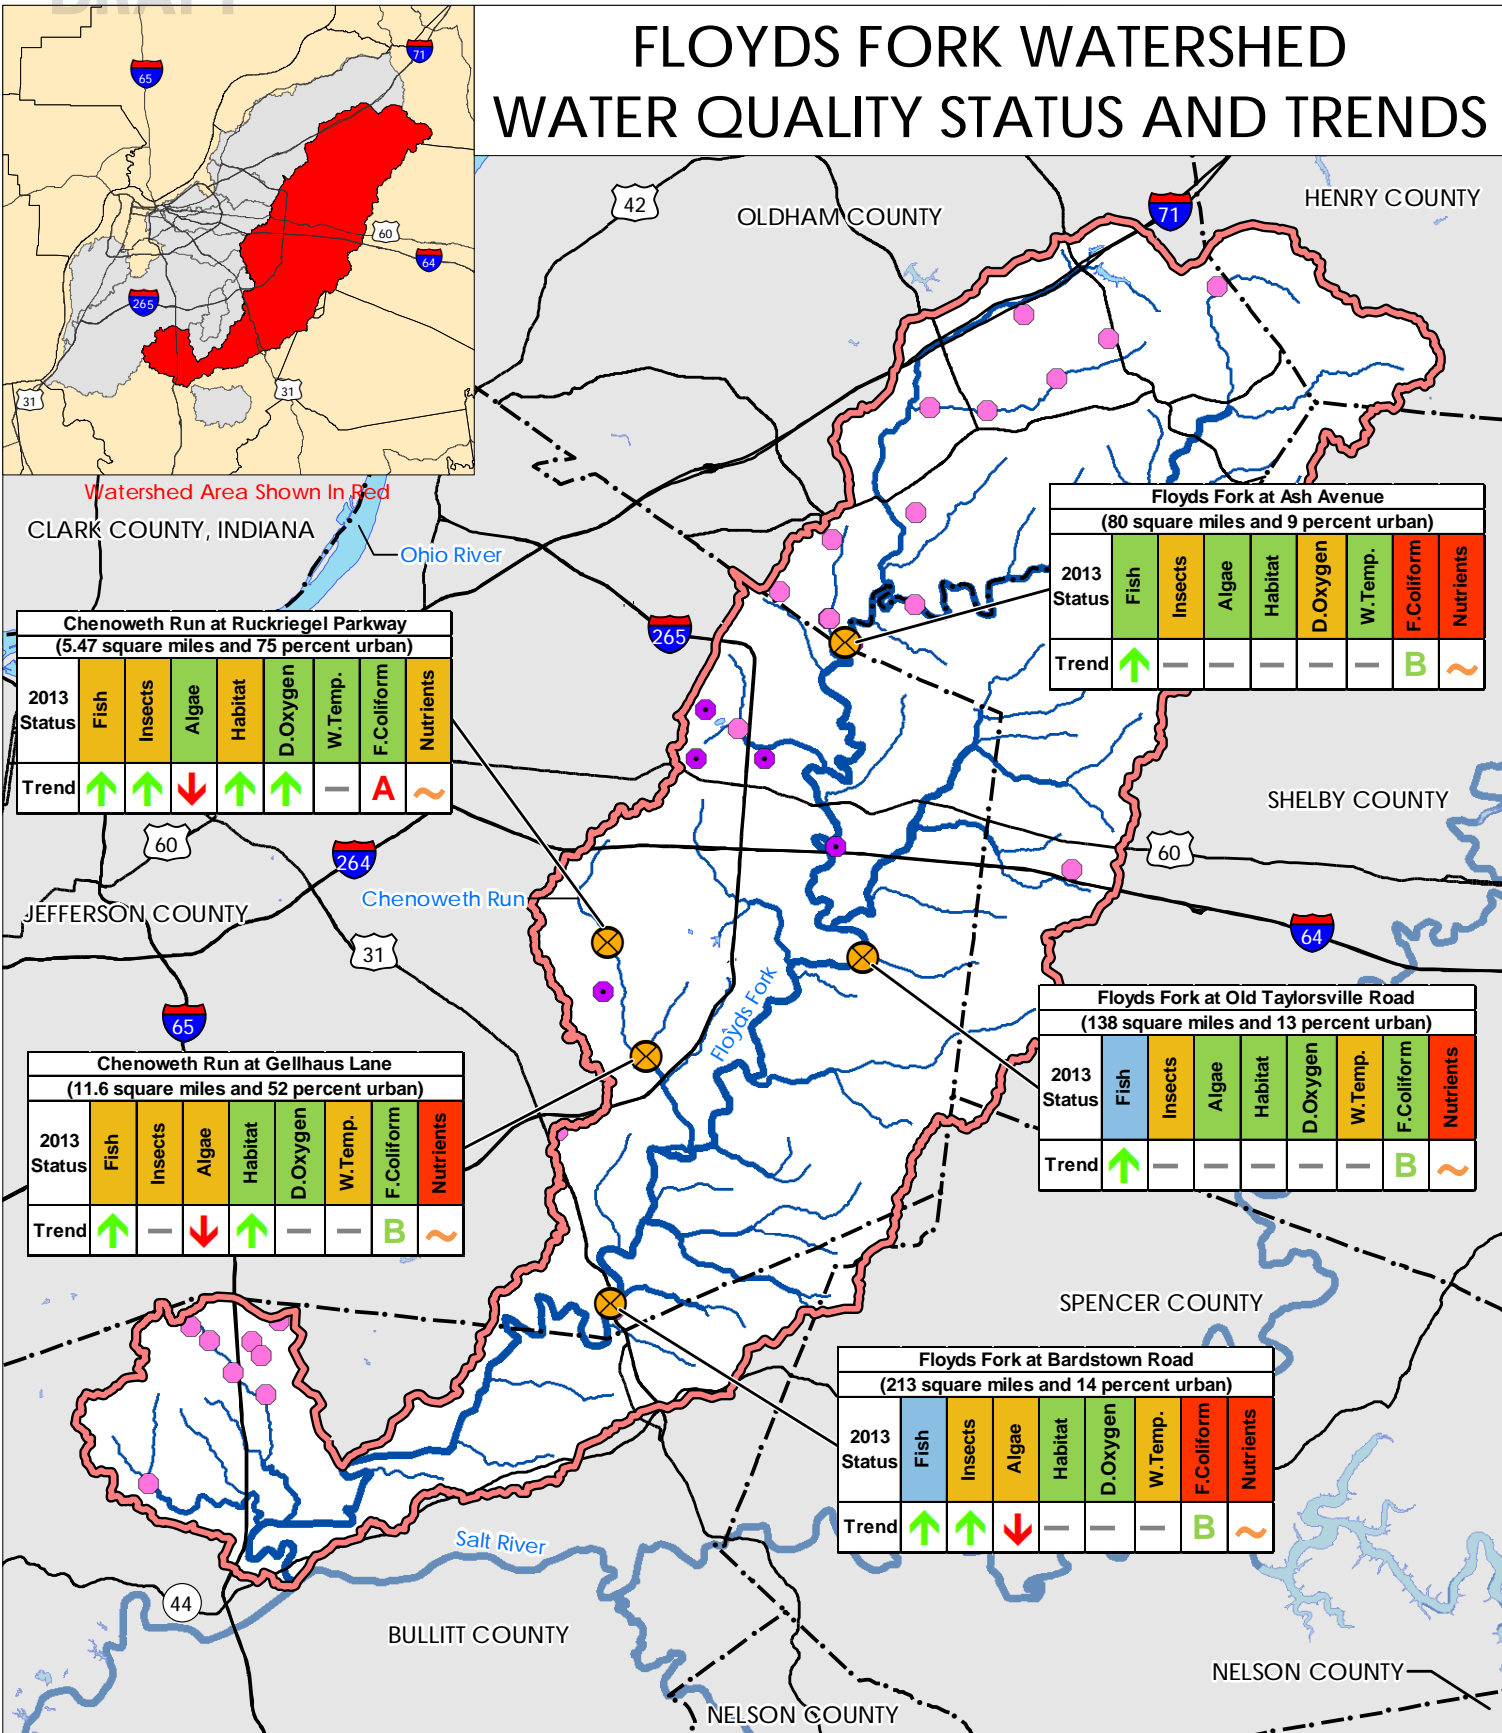 DRAFT
FLOYDS FORK WATERSHED
WATER QUALITY STATUS AND TRENDS
71
65
60
64
265
31
31
Watershed Area Shown In Red
42
OLDHAM COUNTY
71
HENRY COUNTY
CLARK COUNTY, INDIANA
Ohio River
265
Floyds Fork at Ash Avenue
(80 square miles and 9 percent urban)
2013 Status Fish Insects Algae Habitat D.Oxygen W.Temp. F.Coliform Nutrients
Trend B ~
Chenoweth Run at Ruckriegel Parkway
(5.47 square miles and 75 percent urban)
2013 Status Fish Insects Algae Habitat D.Oxygen W.Temp. F.Coliform Nutrients
Trend A ~
60
264
SHELBY COUNTY
60
Chenoweth Run
JEFFERSON COUNTY
31
64
65
Floyds Fork
Floyds Fork at Old Taylorsville Road
(138 square miles and 13 percent urban)
2013 Status Fish Insects Algae Habitat D.Oxygen W.Temp. F.Coliform Nutrients
Trend B ~
Chenoweth Run at Gellhaus Lane
(11.6 square miles and 52 percent urban)
2013 Status Fish Insects Algae Habitat D.Oxygen W.Temp. F.Coliform Nutrients
Trend B ~
SPENCER COUNTY
Floyds Fork at Bardstown Road
(213 square miles and 14 percent urban)
2013 Status Fish Insects Algae Habitat D.Oxygen W.Temp. F.Coliform Nutrients
Trend B ~
Salt River
44
BULLITT COUNTY
NELSON COUNTY
NELSON COUNTY